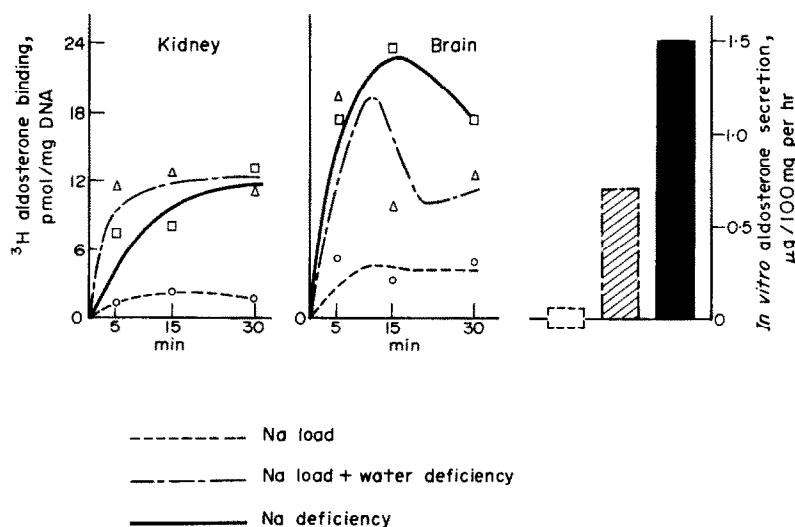 ³H aldosterone binding,
pmol/mg DNA
24
18
12
6
0
Kidney
5
15
30
min
Brain
0
5
15
30
min
1·5
1·0
0·5
0
In vitro aldosterone secretion,
μg/100 mg per hr
Na load
Na load + water deficiency
Na deficiency